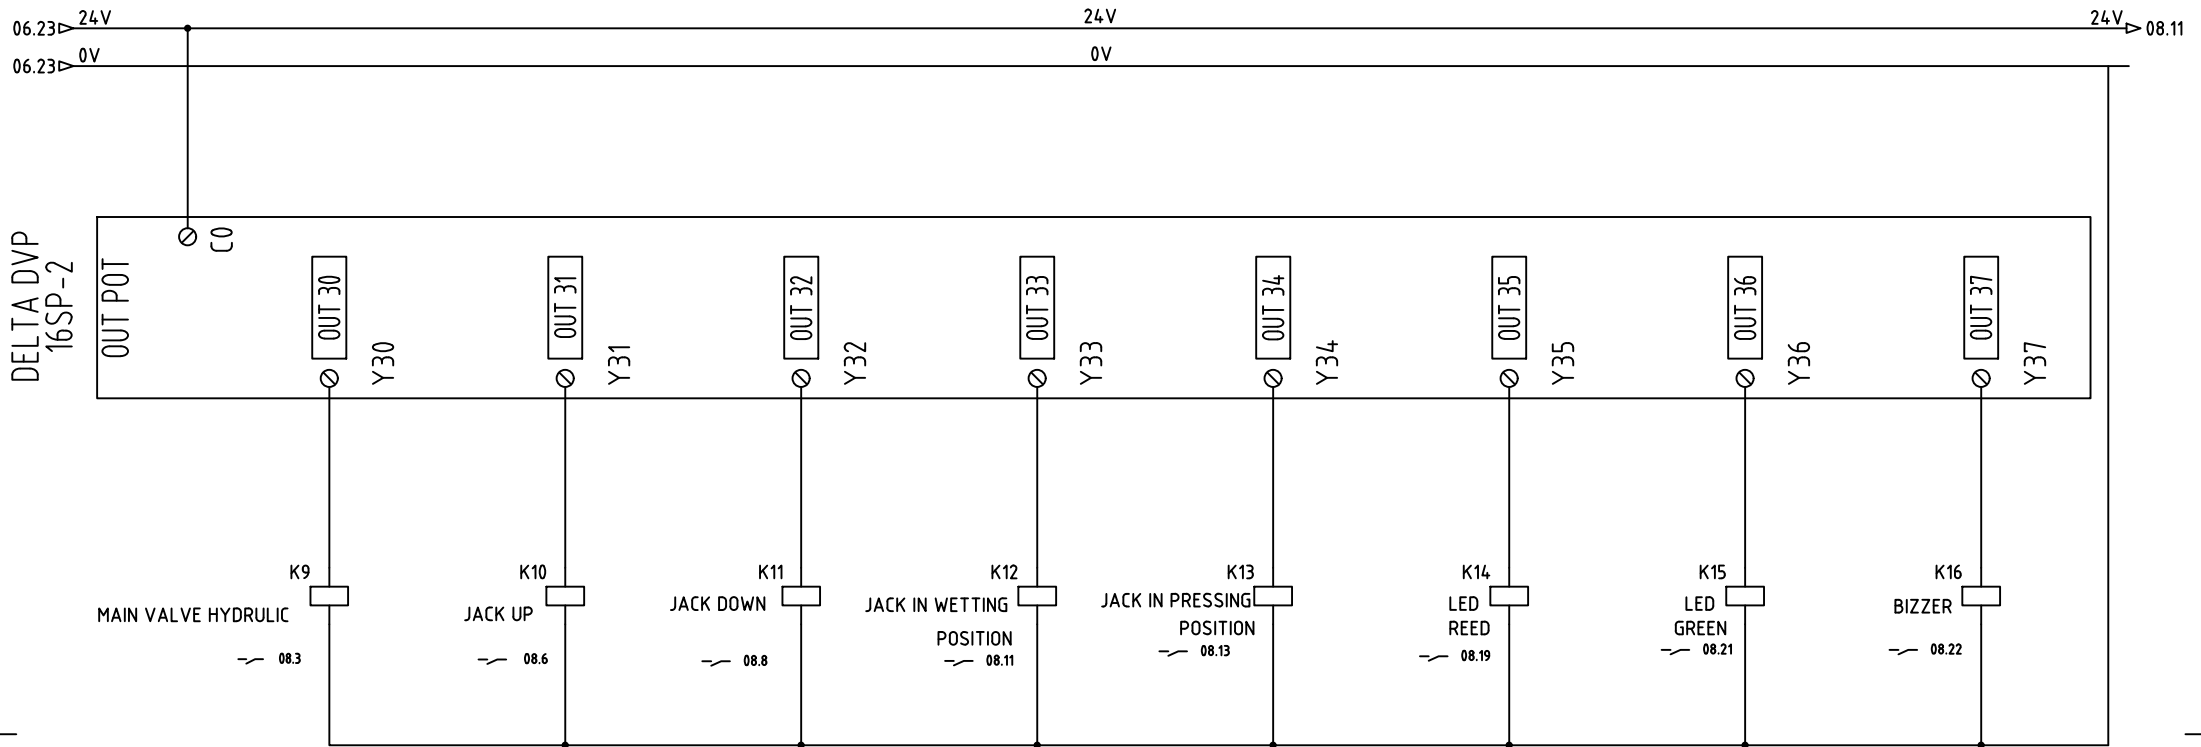 06.23 24V 24V 24V 08.11
06.23 0V 0V
DELTA DVP
16SP-2
OUT POT
C0
OUT 30 OUT 31 OUT 32 OUT 33 OUT 34 OUT 35 OUT 36 OUT 37
Y30 Y31 Y32 Y33 Y34 Y35 Y36 Y37
K9
MAIN VALVE HYDRULIC
08.3
K10
JACK UP
08.6
K11
JACK DOWN
08.8
K12
JACK IN WETTING
POSITION
08.11
K13
JACK IN PRESSING
POSITION
08.13
K14
LED
REED
08.19
K15
LED
GREEN
08.21
K16
BIZZER
08.22